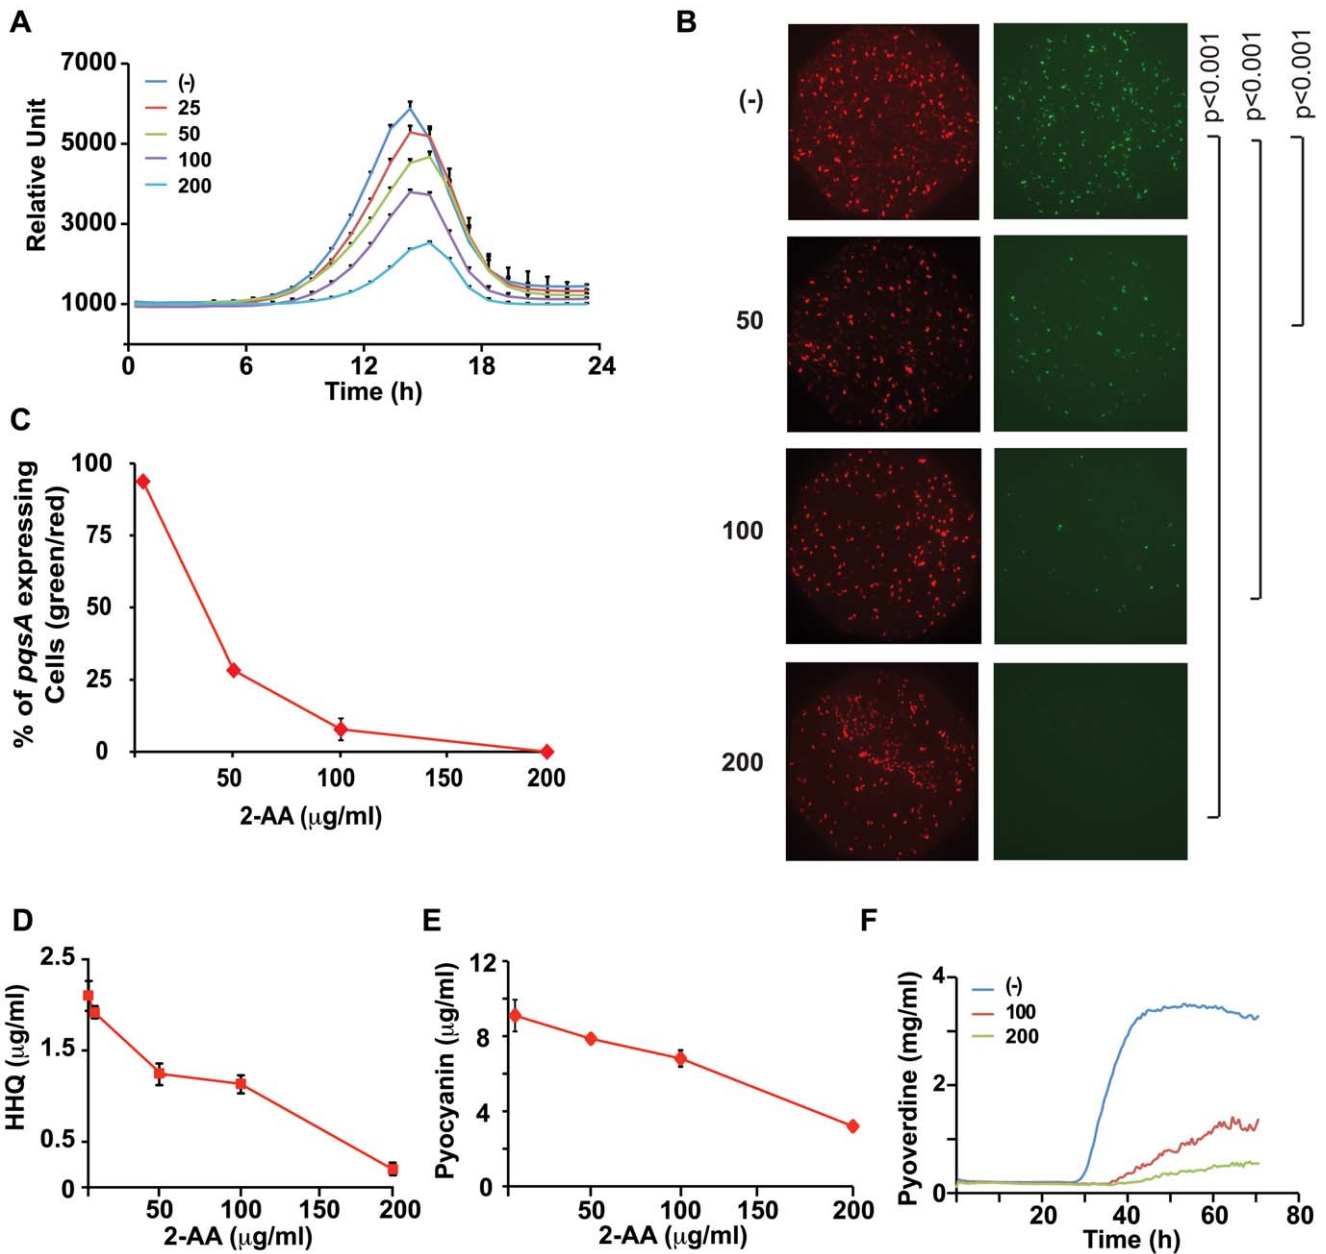 A
7000
5000
3000
1000
Relative Unit
(-)
25
50
100
200
0
6
12
18
24
Time (h)
B
(-)
50
100
200
p<0.001
p<0.001
p<0.001
C
100
75
50
25
0
% of pqsA expressing
Cells (green/red)
50
100
150
200
2-AA (μg/ml)
D
2.5
1.5
0.5
0
HHQ (μg/ml)
50
100
150
200
2-AA (μg/ml)
E
12
8
4
0
Pyocyanin (μg/ml)
50
100
150
200
2-AA (μg/ml)
F
4
2
0
Pyoverdine (mg/ml)
(-)
100
200
20
40
60
80
Time (h)